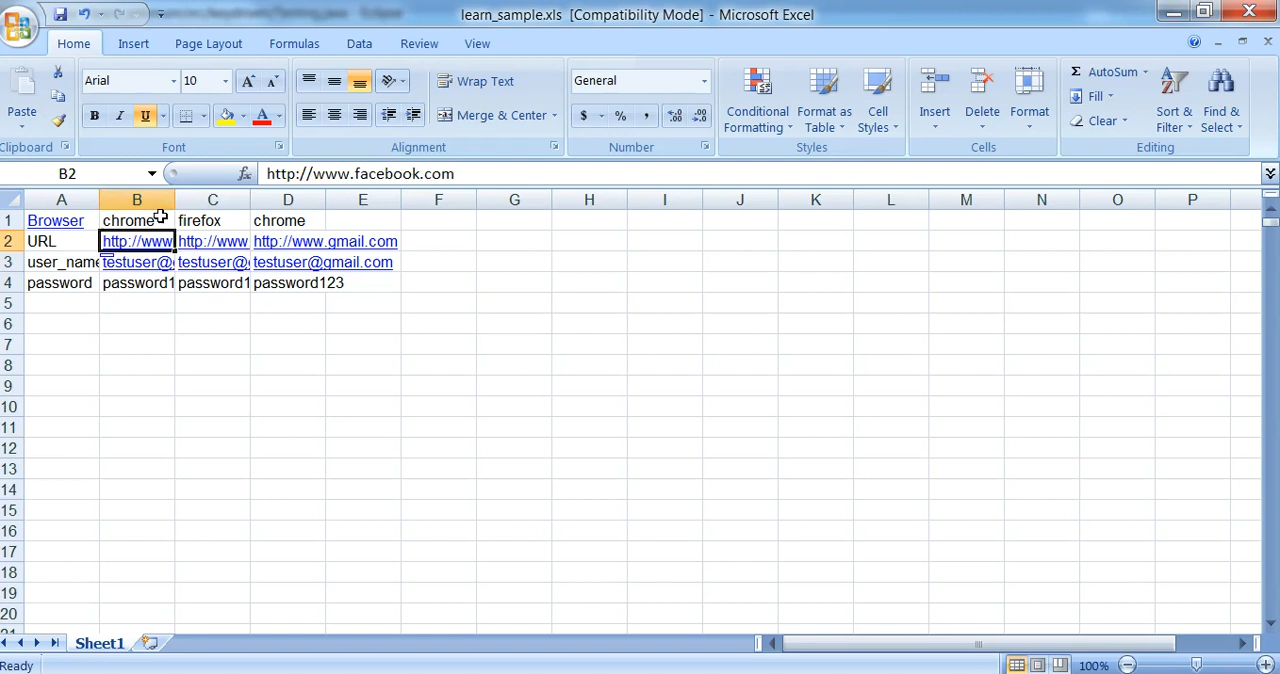 learn_sample.xls [Compatibility Mode] - Microsoft Excel
Home Insert Page Layout Formulas Data Review View
Paste
Clipboard
Arial 10
B I U A
Font
Wrap Text
Merge & Center
Alignment
General
$ % ,
Number
Conditional Formatting
Format as Table
Cell Styles
Styles
Insert Delete Format
Cells
Σ AutoSum
Fill
Clear
Sort & Filter
Find & Select
Editing
B2 fx http://www.facebook.com
A B C D E F G H I J K L M N O P
1 Browser chrome firefox chrome
2 URL http://www http://www http://www.gmail.com
3 user_name testuser@ testuser@ testuser@gmail.com
4 password password1 password1 password123
5
6
7
8
9
10
11
12
13
14
15
16
17
18
19
20
21
Sheet1
Ready 100%